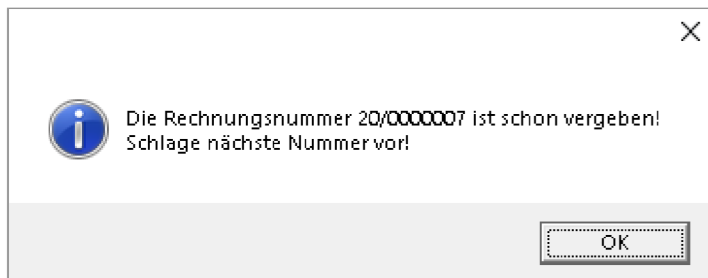 Die Rechnungsnummer 20/0000007 ist schon vergeben!
Schlage nächste Nummer vor!
OK